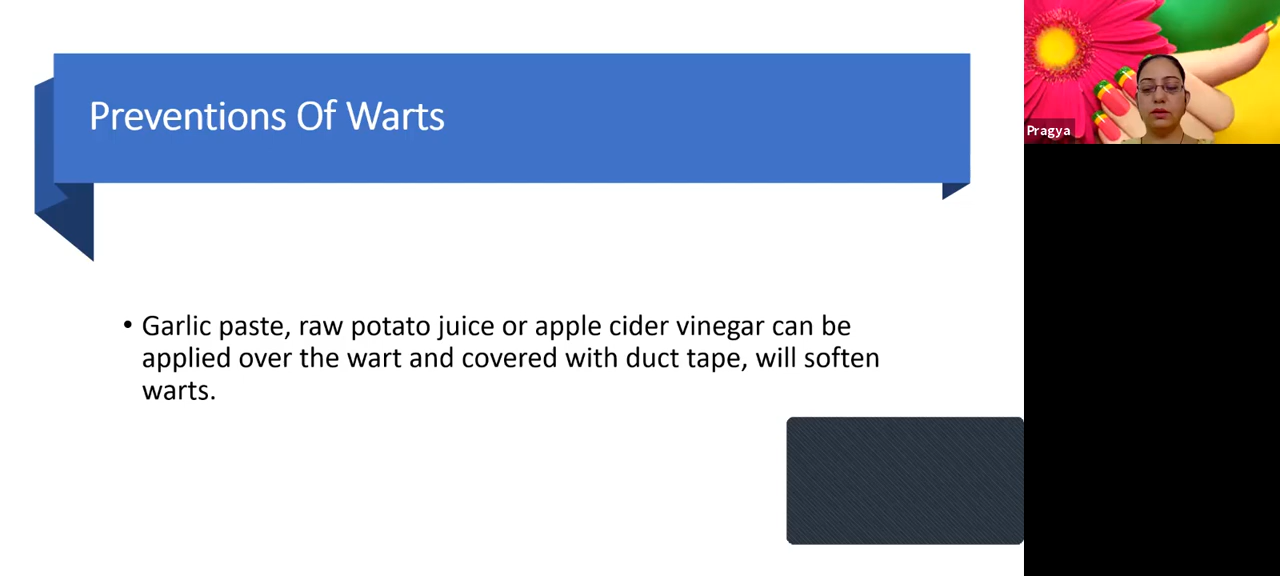 Preventions Of Warts
• Garlic paste, raw potato juice or apple cider vinegar can be
applied over the wart and covered with duct tape, will soften
warts.
Pragya